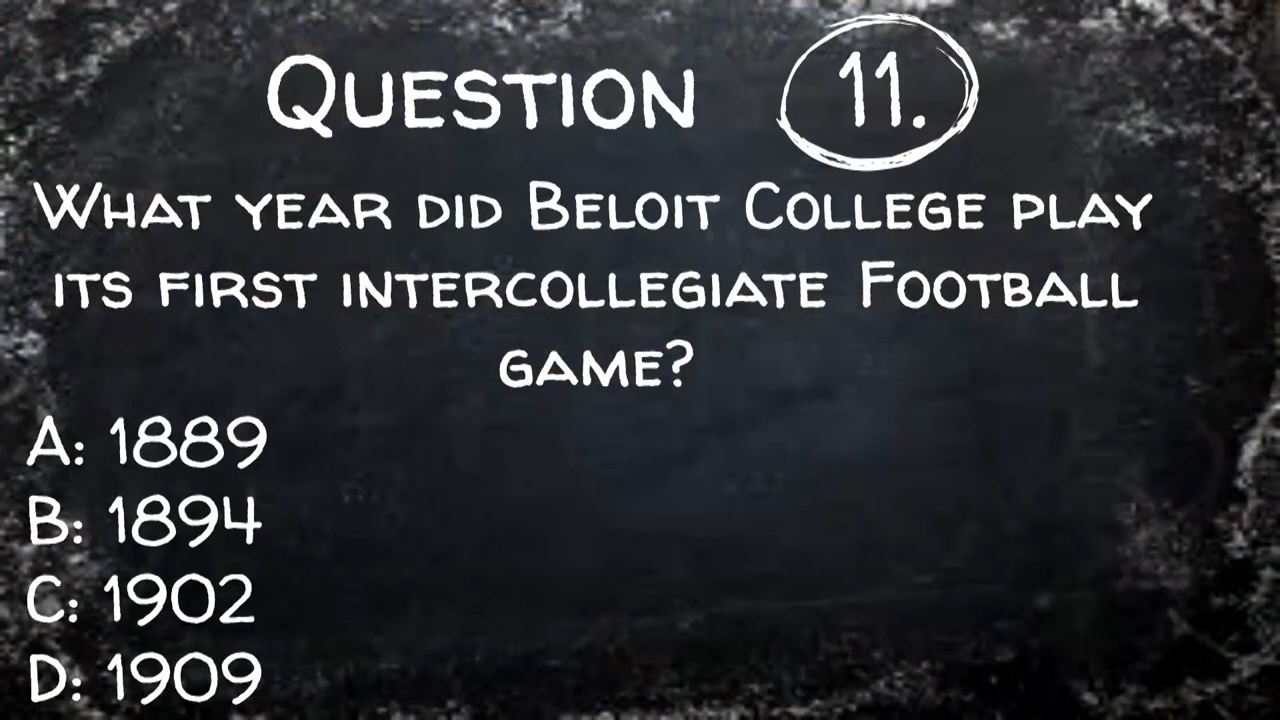 Question 11.
What year did Beloit College play
its first intercollegiate Football
game?
A: 1889
B: 1894
C: 1902
D: 1909